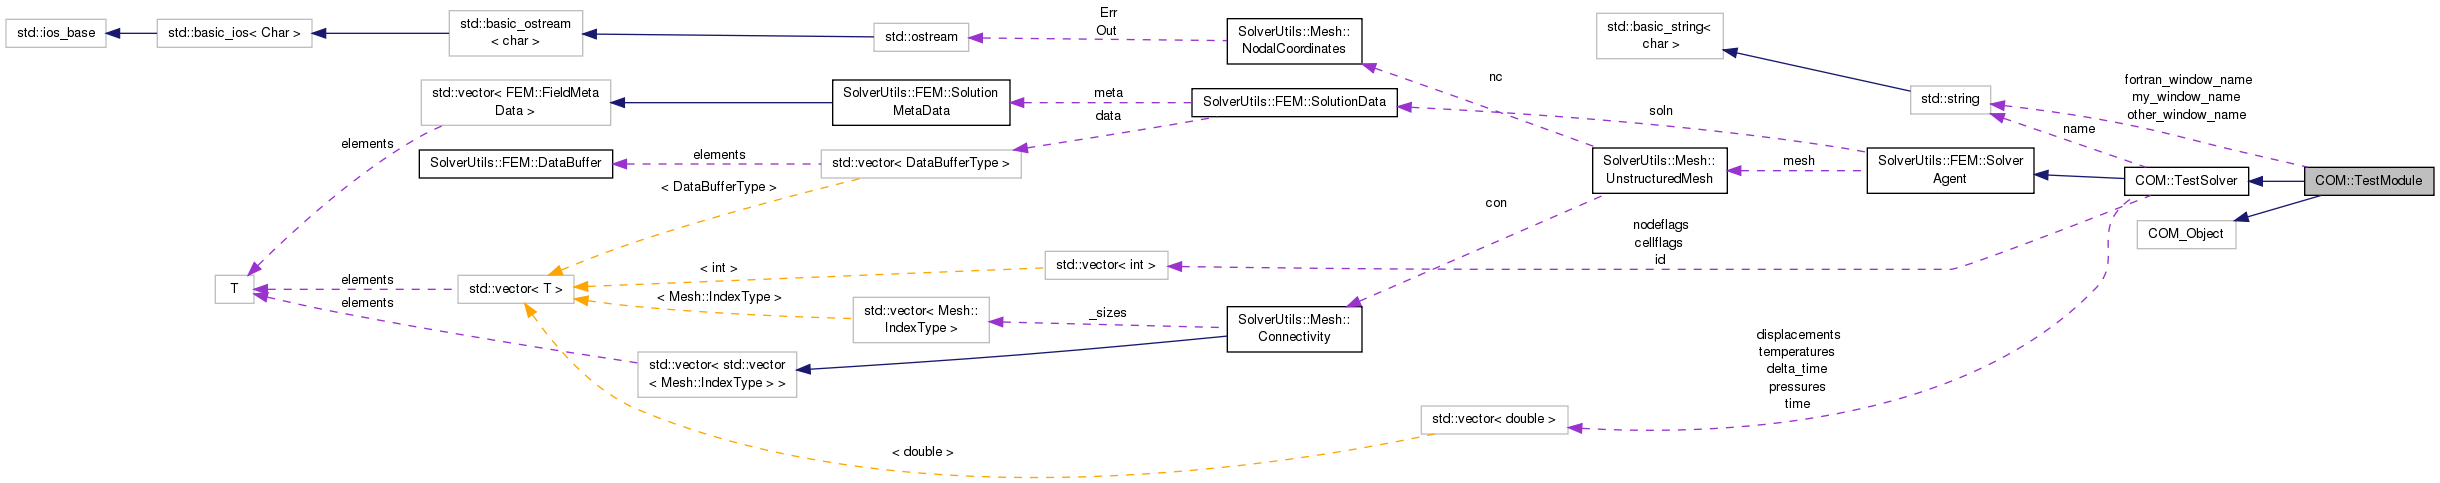 std::ios_base
std::basic_ios< Char >
std::basic_ostream
< char >
std::ostream
Err
Out
SolverUtils::Mesh::
NodalCoordinates
std::basic_string<
char >
std::vector< FEM::FieldMeta
Data >
SolverUtils::FEM::Solution
MetaData
meta
data
SolverUtils::FEM::SolutionData
nc
soln
std::string
fortran_window_name
my_window_name
other_window_name
name
elements
SolverUtils::FEM::DataBuffer
elements
std::vector< DataBufferType >
SolverUtils::Mesh::
UnstructuredMesh
mesh
SolverUtils::FEM::Solver
Agent
COM::TestSolver
COM::TestModule
< DataBufferType >
con
nodeflags
cellflags
id
COM_Object
T
elements
elements
std::vector< T >
< int >
< Mesh::IndexType >
std::vector< int >
std::vector< Mesh::
IndexType >
_sizes
SolverUtils::Mesh::
Connectivity
std::vector< std::vector
< Mesh::IndexType > >
displacements
temperatures
delta_time
pressures
time
std::vector< double >
< double >